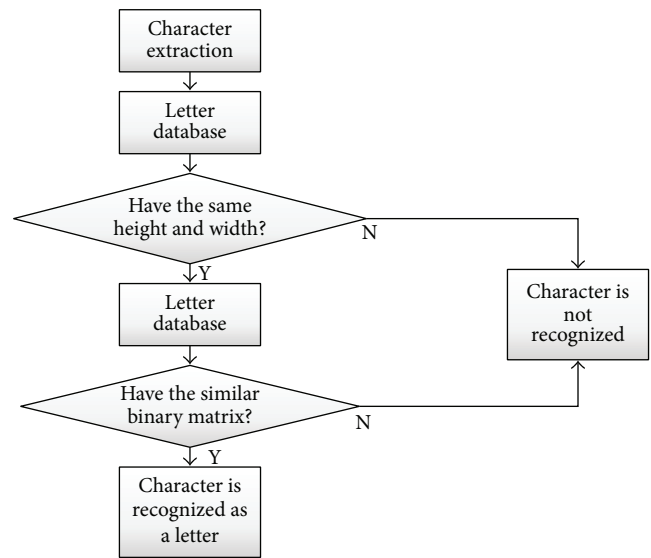 Character
extraction
Letter
database
Have the same
height and width?
N
Y
Letter
database
Character is
not
recognized
Have the similar
binary matrix?
N
Y
Character is
recognized as
a letter